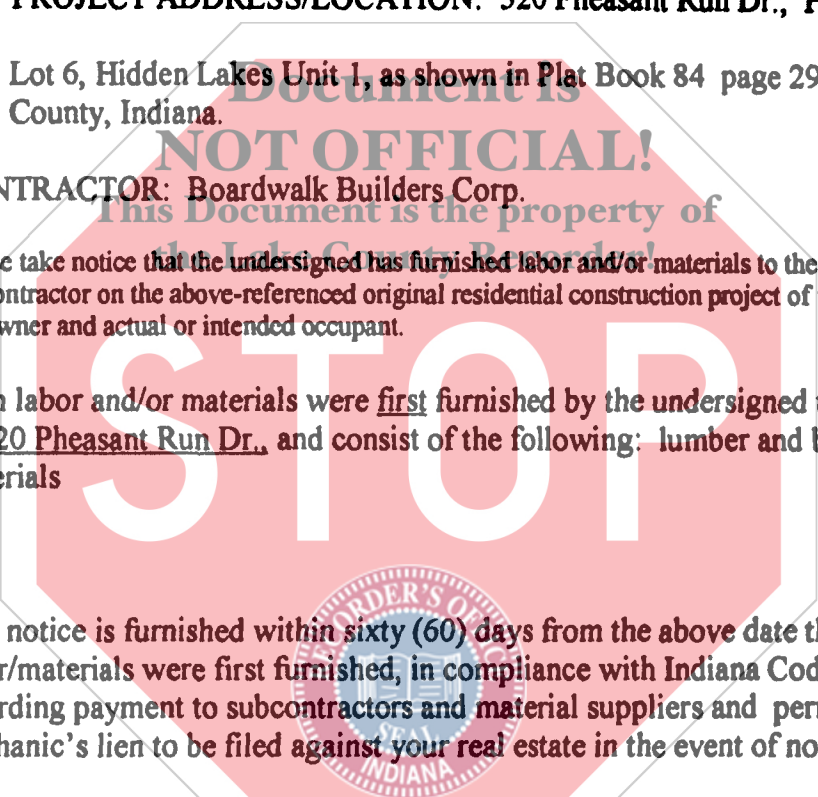 PROJECT ADDRESS/LOCATION: 520 Pheasant Run Dr.,
Lot 6, Hidden Lakes Unit 1, as shown in Plat Book 84 page 29
County, Indiana.
Document is
NOT OFFICIAL!
NTRACTOR: Boardwalk Builders Corp.
This Document is the property of
the Lake County Recorder!
e take notice that the undersigned has furnished labor and/or materials to the
ontractor on the above-referenced original residential construction project of
wner and actual or intended occupant.
STOP
labor and/or materials were first furnished by the undersigned
20 Pheasant Run Dr., and consist of the following: lumber and
erials
notice is furnished within sixty (60) days from the above date
r/materials were first furnished, in compliance with Indiana Cod
rding payment to subcontractors and material suppliers and per
hanic's lien to be filed against your real estate in the event of no
RECORDER'S OF
SEAL
INDIANA